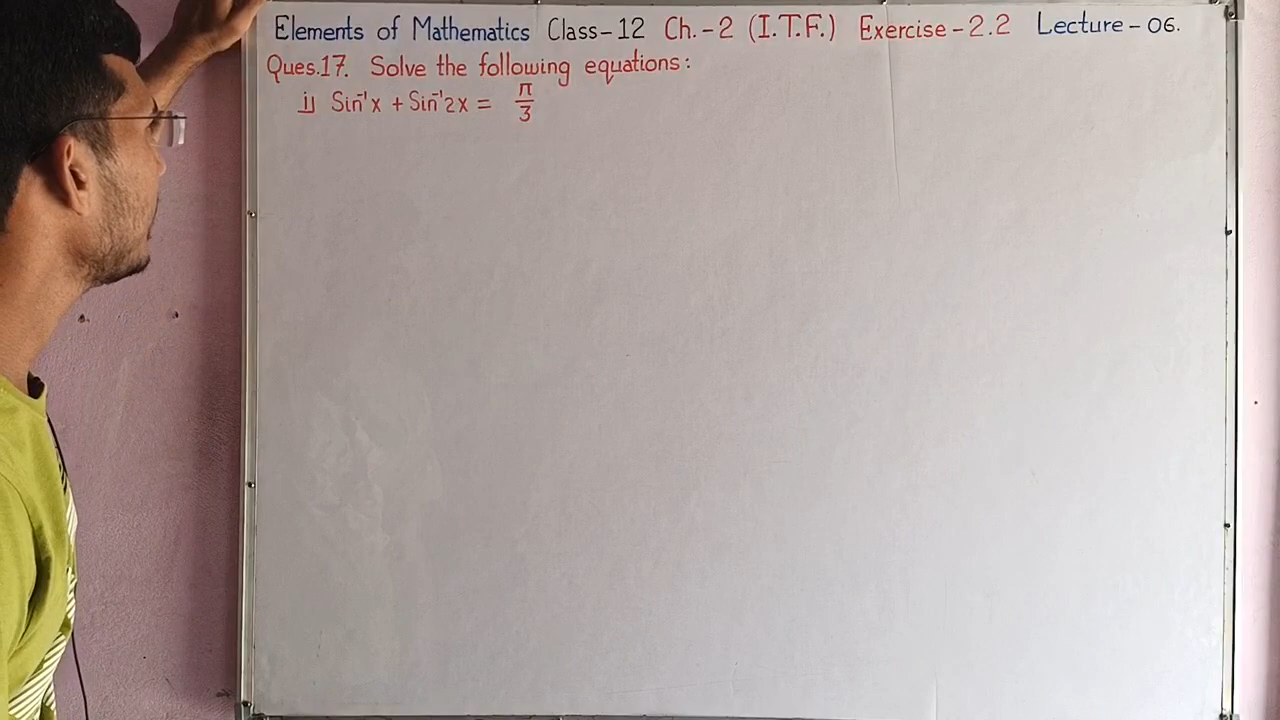 Elements of Mathematics Class-12 Ch.-2 (I.T.F.) Exercise-2.2 Lecture-06.
Ques.17. Solve the following equations:
i) Sin⁻¹x + Sin⁻¹2x = π/3